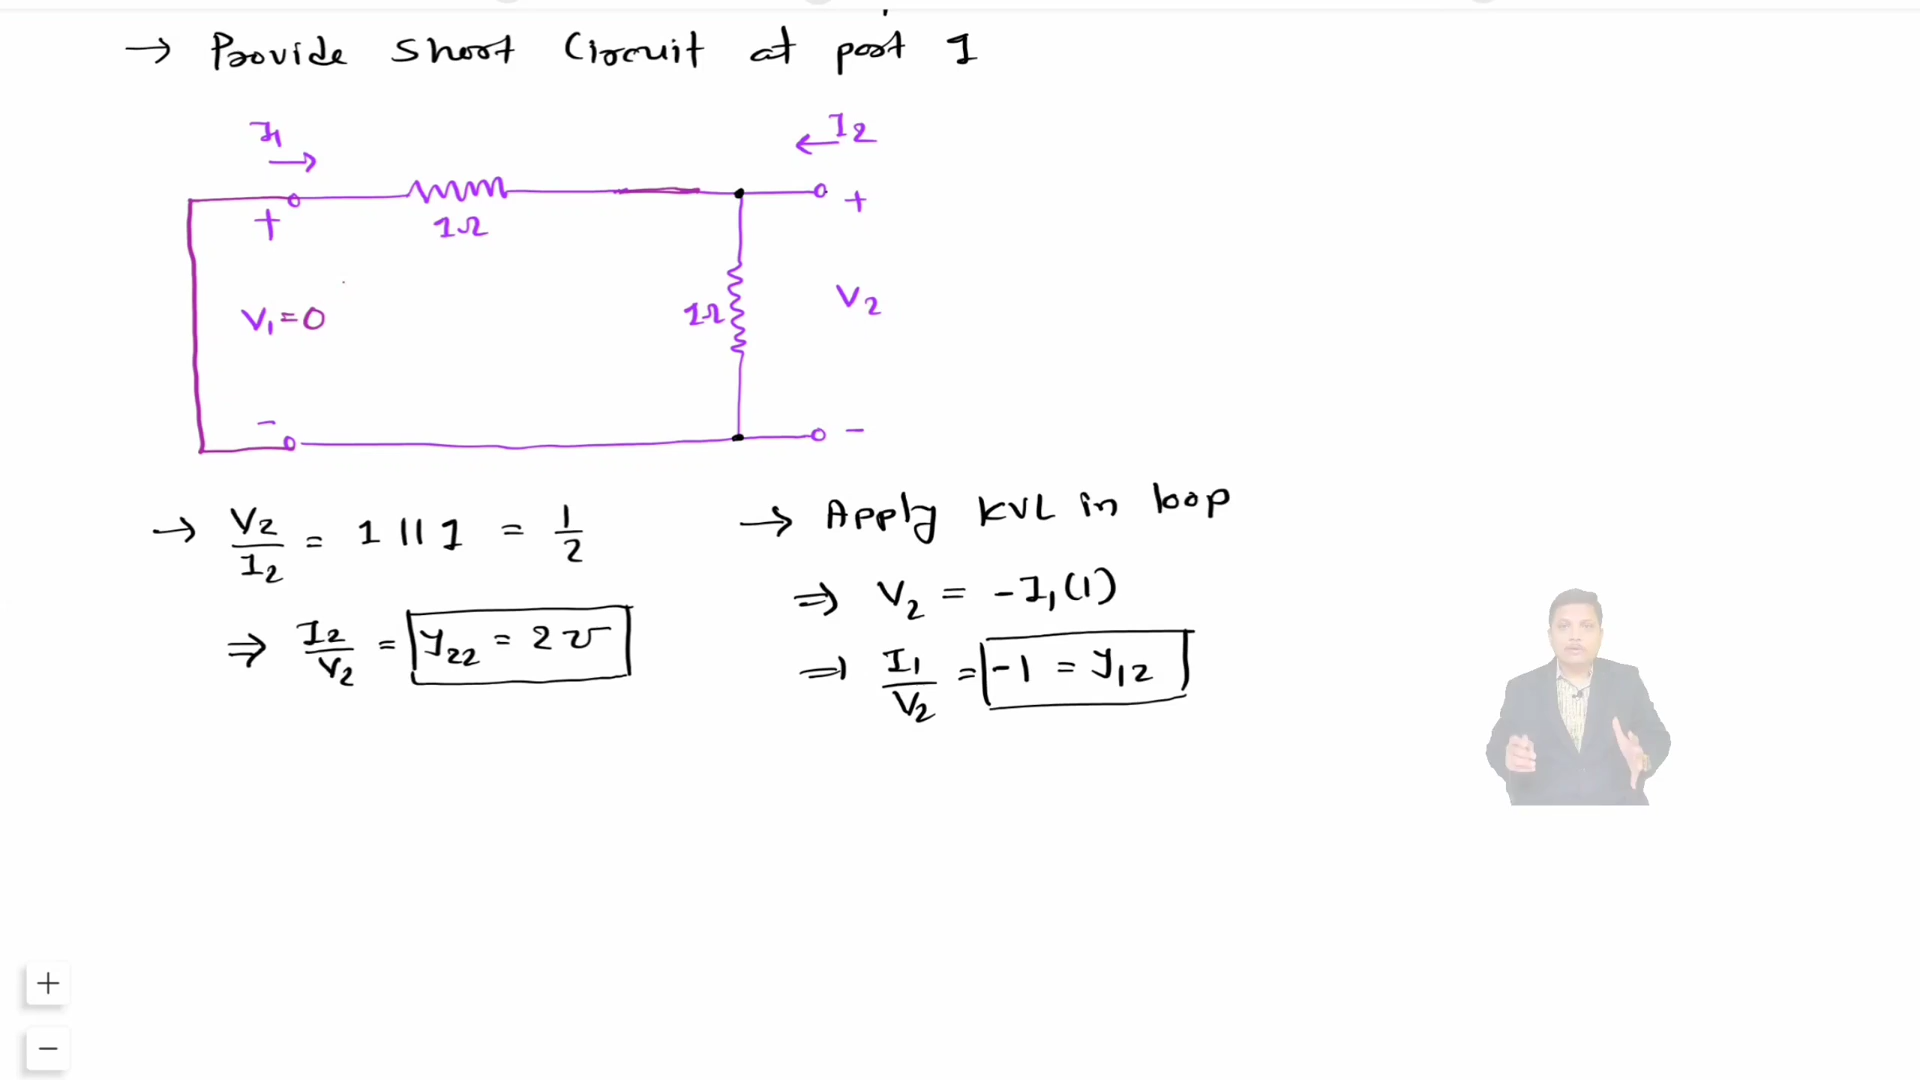 → Provide Short Circuit at port 1
I1 →
← I2
+
+
1Ω
V1=0
1Ω
V2
-
-
→ V2/I2 = 1 || 1 = 1/2
⇒ I2/V2 = y22 = 2 ℧
→ Apply KVL in loop
⇒ V2 = -I1(1)
⇒ I1/V2 = -1 = y12
+
−